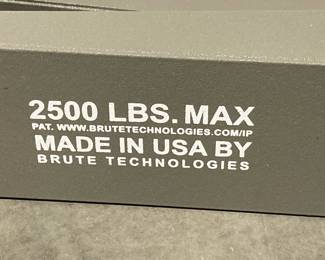 2500 LBS. MAX
PAT. WWW.BRUTETECHNOLOGIES.COM/IP
MADE IN USA BY
BRUTE TECHNOLOGIES